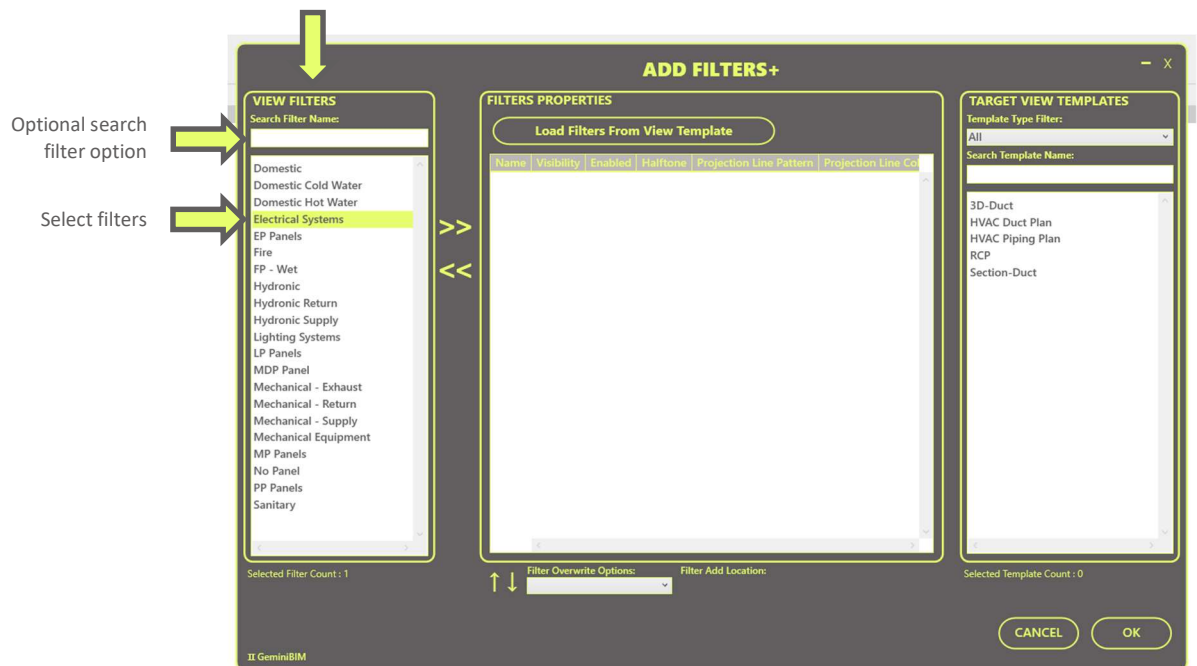 ADD FILTERS+
- X
Optional search
filter option
Select filters
VIEW FILTERS
Search Filter Name:
Domestic
Domestic Cold Water
Domestic Hot Water
Electrical Systems
EP Panels
Fire
FP - Wet
Hydronic
Hydronic Return
Hydronic Supply
Lighting Systems
LP Panels
MDP Panel
Mechanical - Exhaust
Mechanical - Return
Mechanical - Supply
Mechanical Equipment
MP Panels
No Panel
PP Panels
Sanitary
Selected Filter Count : 1
>>
<<
FILTERS PROPERTIES
Load Filters From View Template
Name Visibility Enabled Halftone Projection Line Pattern Projection Line Col
Filter Overwrite Options:
Filter Add Location:
TARGET VIEW TEMPLATES
Template Type Filter:
All
Search Template Name:
3D-Duct
HVAC Duct Plan
HVAC Piping Plan
RCP
Section-Duct
Selected Template Count : 0
CANCEL
OK
II GeminiBIM